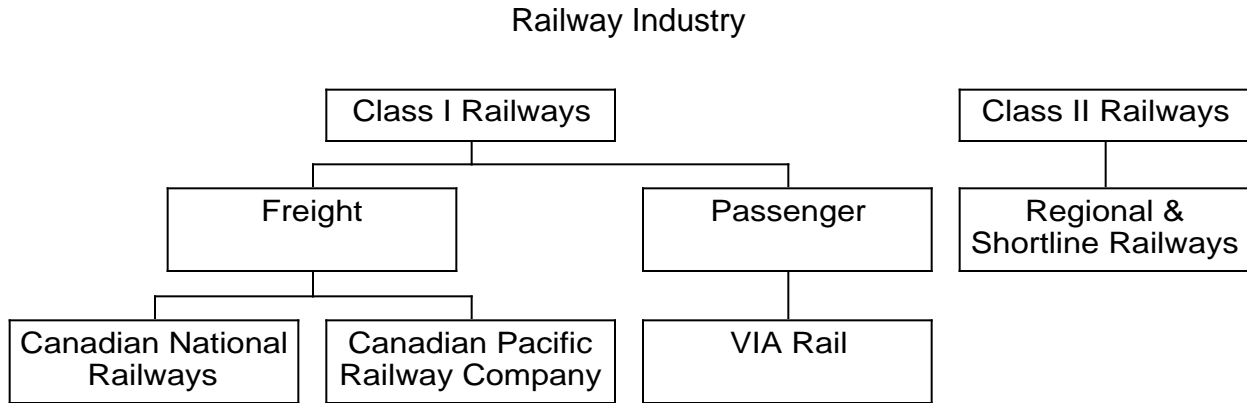 Railway Industry
Class I Railways
Class II Railways
Freight
Passenger
Regional &
Shortline Railways
Canadian National
Railways
Canadian Pacific
Railway Company
VIA Rail